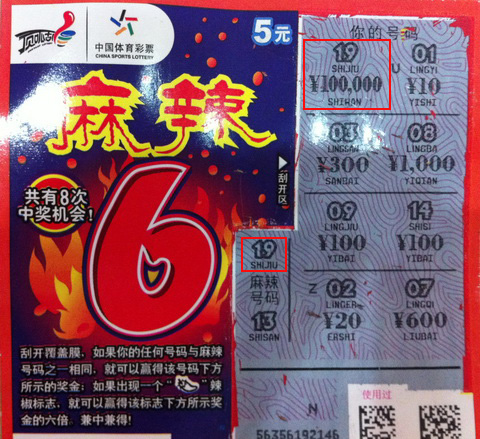 顶呱刮
中国体育彩票
CHINA SPORTS LOTTERY
5元
麻辣
6
共有8次
中奖机会!
刮开区
刮开覆盖膜,如果你的任何号码与麻辣
号码之一相同,就可以赢得该号码下方
所示的奖金;如果出现一个“ ”辣
椒标志,就可以赢得该标志下方所示奖
金的六倍。兼中兼得!
你的号码
19
SHIJIU
¥100,000
SHIWAN
U
01
LINGYI
¥10
YISHI
03
LINGSAN
¥300
SANBAI
08
LINGBA
¥1,000
YIQIAN
09
LINGJIU
¥100
YIBAI
14
SHISI
¥100
YIBAI
19
SHIJIU
麻辣
号码
13
SHISAN
Z
02
LINGER
¥20
ERSHI
07
LINGQI
¥600
LIUBAI
N
使用过
56356192146